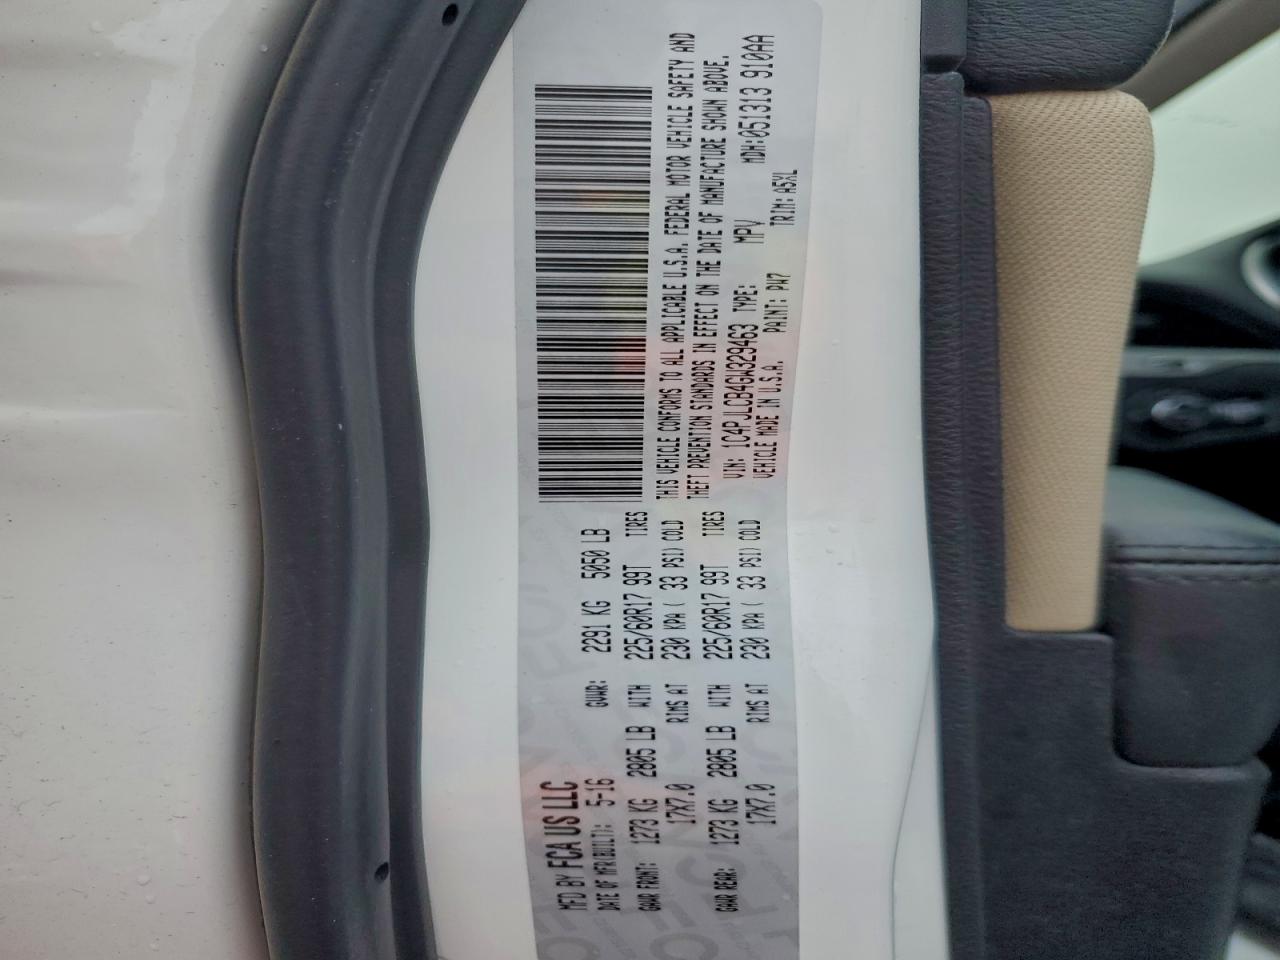 MFD BY FCA US LLC
DATE OF MFR(BUILT): 5-16 GVWR: 2291 KG 5050 LB
GAWR FRONT: 1273 KG 2805 LB WITH 225/60R17 99T TIRES
17X7.0 RIMS AT 230 KPA ( 33 PSI) COLD
GAWR REAR: 1273 KG 2805 LB WITH 225/60R17 99T TIRES
17X7.0 RIMS AT 230 KPA ( 33 PSI) COLD
THIS VEHICLE CONFORMS TO ALL APPLICABLE U.S.A. FEDERAL MOTOR VEHICLE SAFETY AND
THEFT PREVENTION STANDARDS IN EFFECT ON THE DATE OF MANUFACTURE SHOWN ABOVE.
VIN: 1C4PJLCB4GW329463 TYPE: MPV MDH:051313 910AA
VEHICLE MADE IN U.S.A. PAINT: PW7 TRIM: A5XL